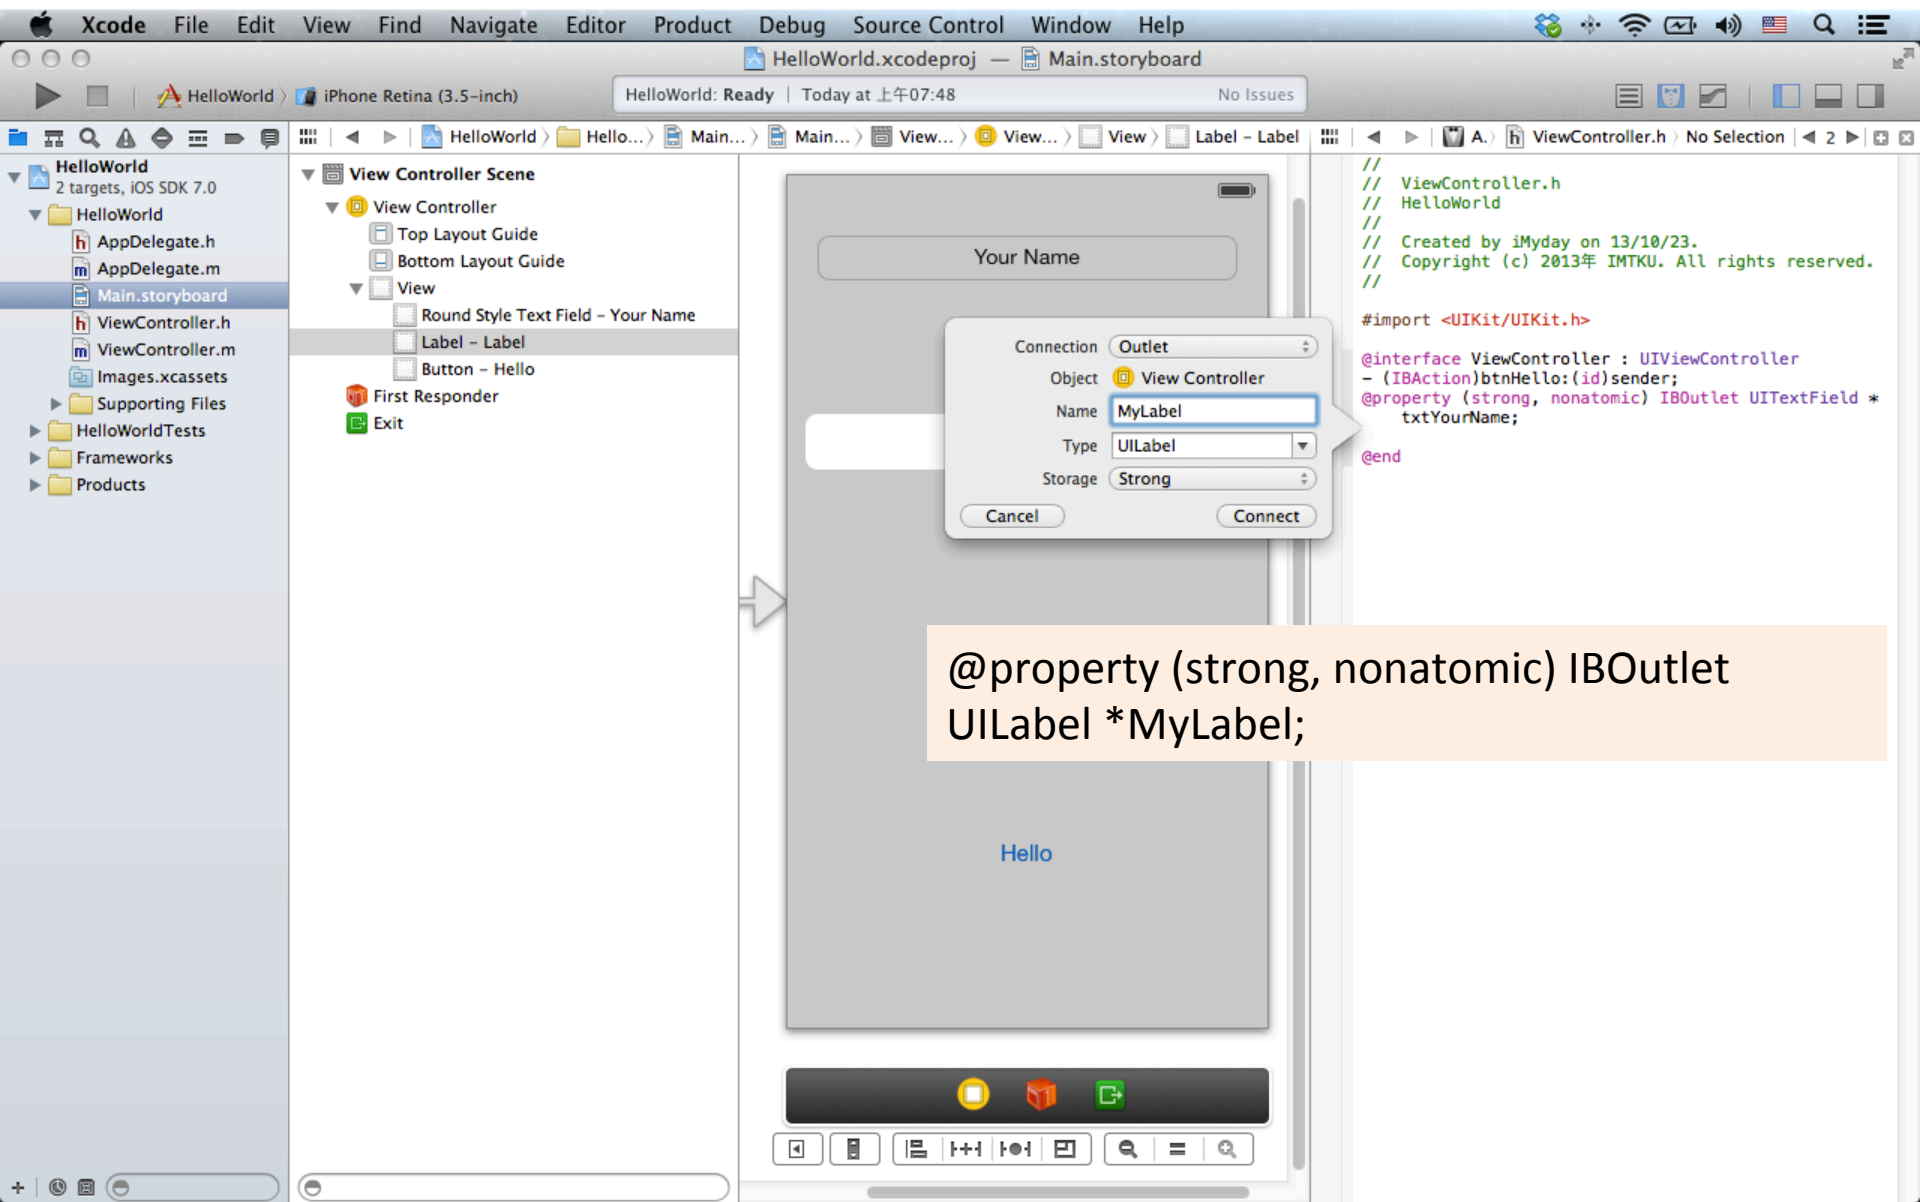 Xcode File Edit View Find Navigate Editor Product Debug Source Control Window Help
HelloWorld.xcodeproj — Main.storyboard
HelloWorld iPhone Retina (3.5-inch)
HelloWorld: Ready | Today at 上午07:48 No Issues
HelloWorld Hello... Main... Main... View... View... View Label – Label
A. ViewController.h No Selection 2
HelloWorld
2 targets, iOS SDK 7.0
HelloWorld
AppDelegate.h
AppDelegate.m
Main.storyboard
ViewController.h
ViewController.m
Images.xcassets
Supporting Files
HelloWorldTests
Frameworks
Products
View Controller Scene
View Controller
Top Layout Guide
Bottom Layout Guide
View
Round Style Text Field – Your Name
Label – Label
Button – Hello
First Responder
Exit
Your Name
Connection Outlet
Object View Controller
Name MyLabel
Type UILabel
Storage Strong
Cancel Connect
Hello
//
// ViewController.h
// HelloWorld
//
// Created by iMyday on 13/10/23.
// Copyright (c) 2013年 IMTKU. All rights reserved.
//
#import <UIKit/UIKit.h>
@interface ViewController : UIViewController
- (IBAction)btnHello:(id)sender;
@property (strong, nonatomic) IBOutlet UITextField *
txtYourName;
@end
@property (strong, nonatomic) IBOutlet
UILabel *MyLabel;